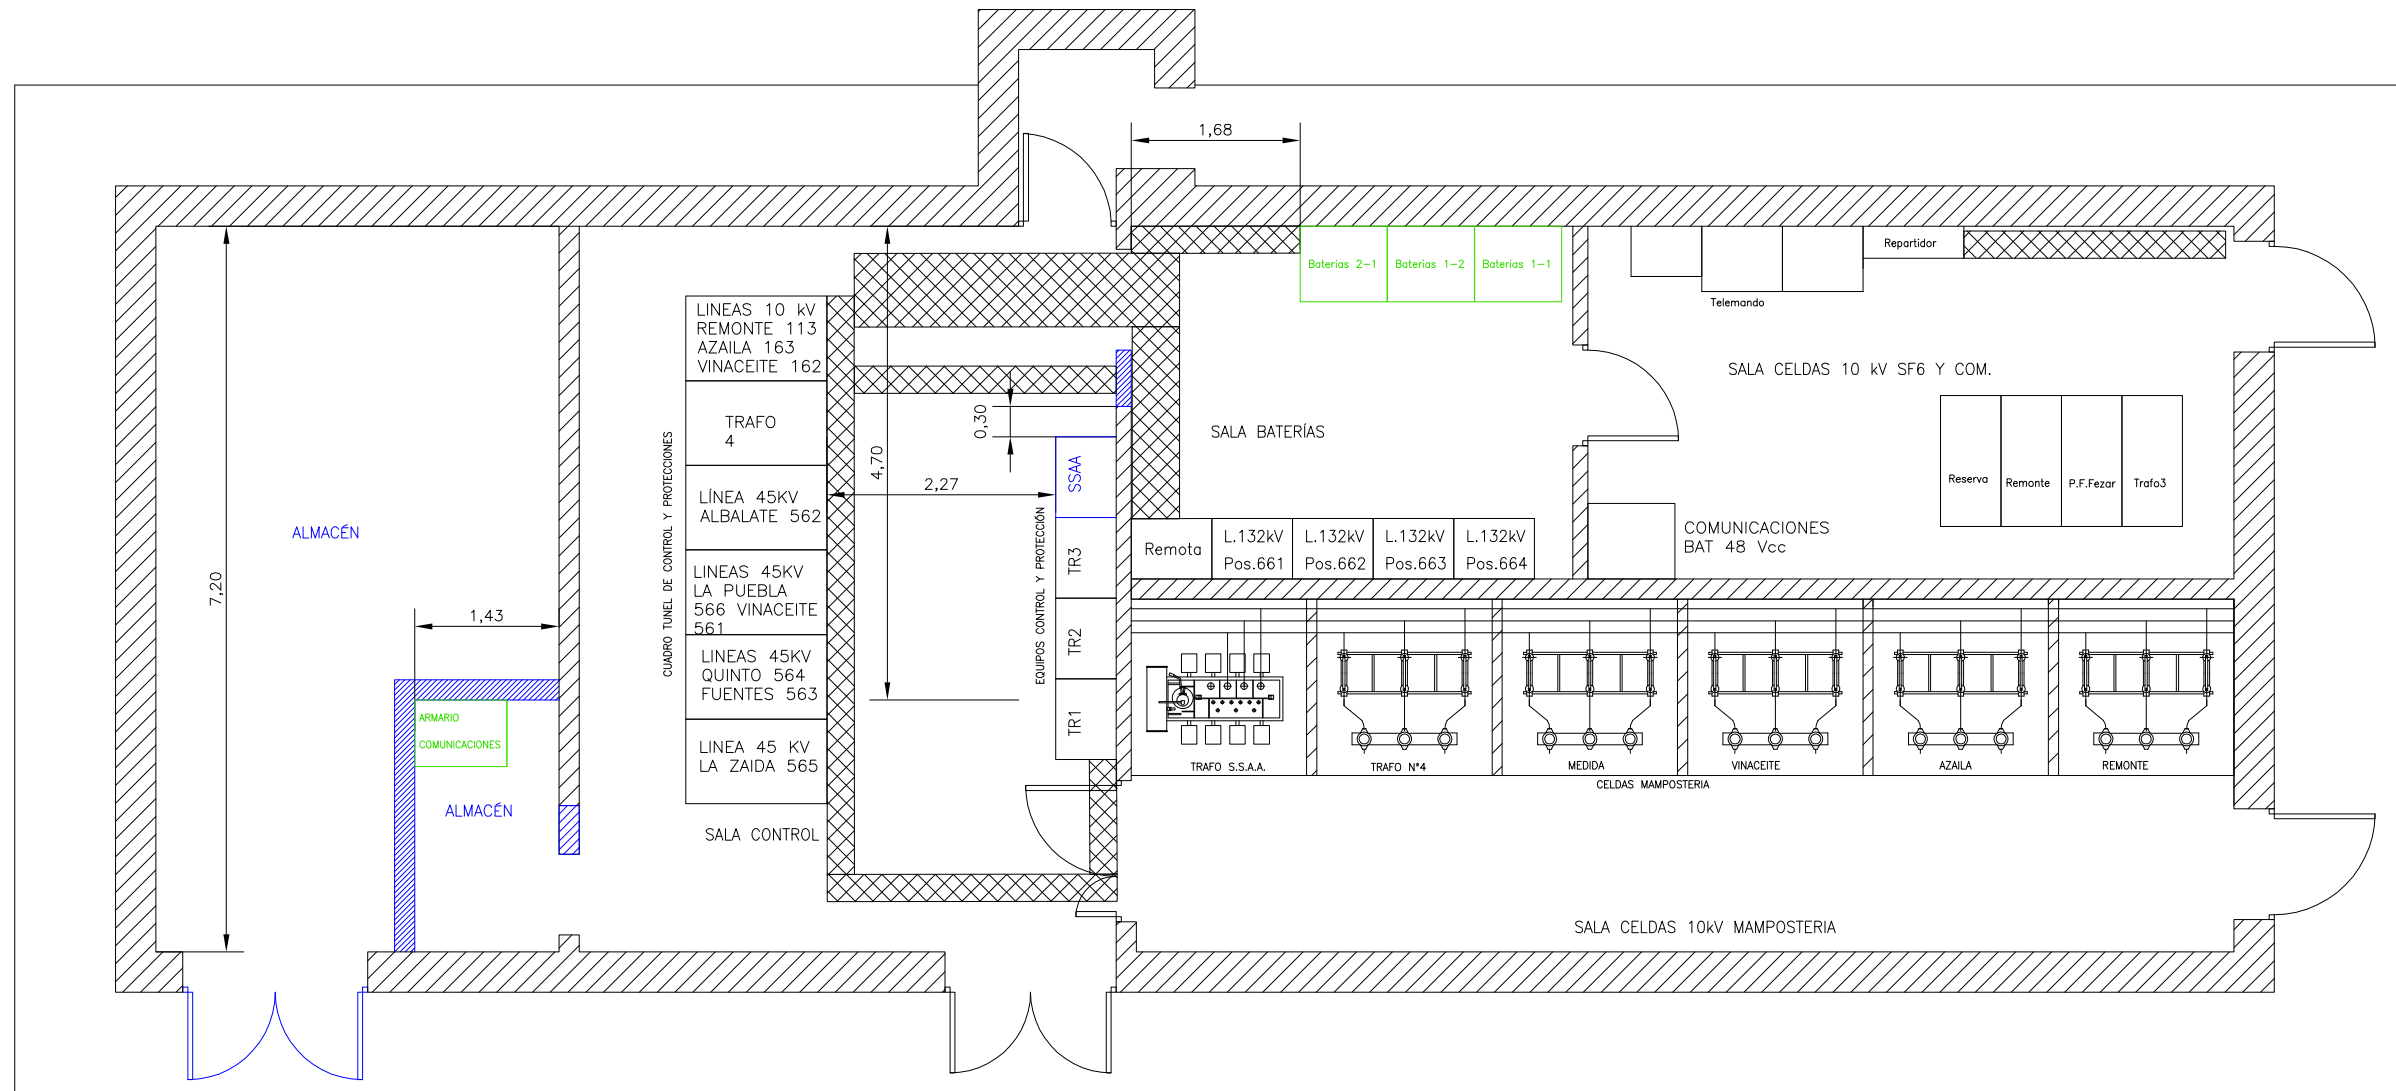 1,68
Repartidor
Baterias 2-1
Baterias 1-2
Baterias 1-1
Telemando
LINEAS 10 kV
REMONTE 113
AZAILA 163
VINACEITE 162
SALA CELDAS 10 kV SF6 Y COM.
TRAFO
4
0,30
SALA BATERÍAS
CUADRO TUNEL DE CONTROL Y PROTECCIONES
4,70
SSAA
2,27
LÍNEA 45KV
ALBALATE 562
Reserva
Remonte
P.F.Fezar
Trafo3
ALMACÉN
EQUIPOS CONTROL Y PROTECCIÓN
TR3
Remota
L.132kV
Pos.661
L.132kV
Pos.662
L.132kV
Pos.663
L.132kV
Pos.664
COMUNICACIONES
BAT 48 Vcc
7,20
LINEAS 45KV
LA PUEBLA
566 VINACEITE
561
1,43
TR2
LINEAS 45KV
QUINTO 564
FUENTES 563
ARMARIO
COMUNICACIONES
TR1
LINEA 45 KV
LA ZAIDA 565
TRAFO S.S.A.A.
TRAFO Nº4
MEDIDA
VINACEITE
AZAILA
REMONTE
CELDAS MAMPOSTERIA
ALMACÉN
SALA CONTROL
SALA CELDAS 10kV MAMPOSTERIA